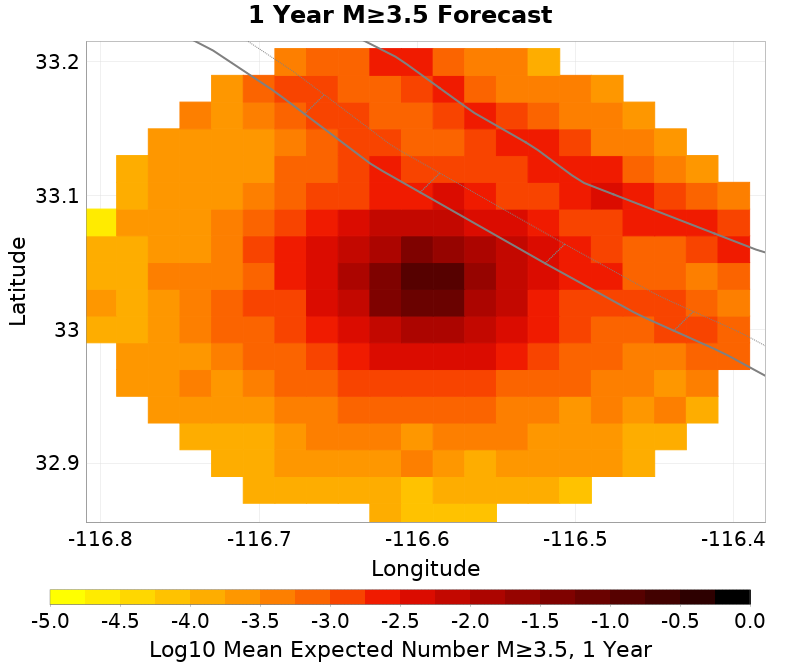 1 Year M≥3.5 Forecast
33.2
33.1
33
32.9
Latitude
-116.8 -116.7 -116.6 -116.5 -116.4
Longitude
-5.0 -4.5 -4.0 -3.5 -3.0 -2.5 -2.0 -1.5 -1.0 -0.5 0.0
Log10 Mean Expected Number M≥3.5, 1 Year